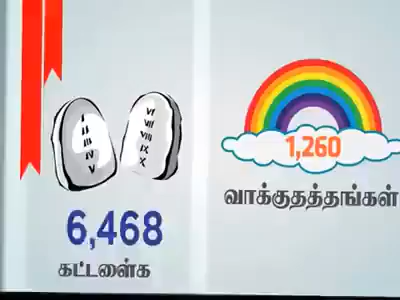 I
II
III
IV
V
VI
VII
VIII
IX
X
6,468
கட்டளைக
1,260
வாக்குதத்தங்கள்